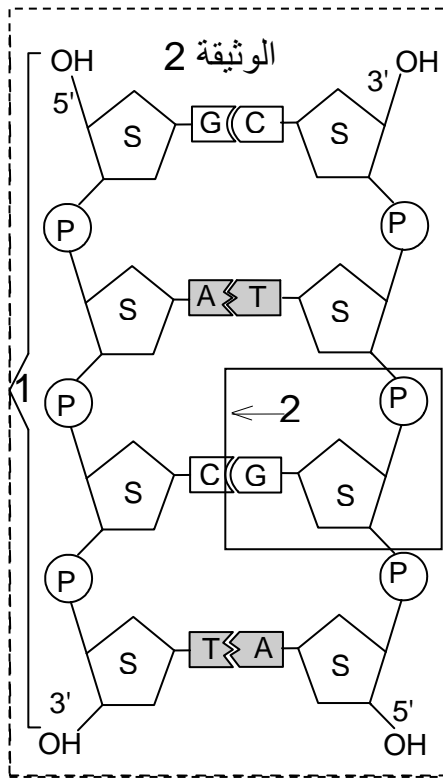 الوثيقة 2
OH OH
5' 3'
S G C S
P P
S A T S
1
P P
2
S C G S
P P
S T A S
3' 5'
OH OH